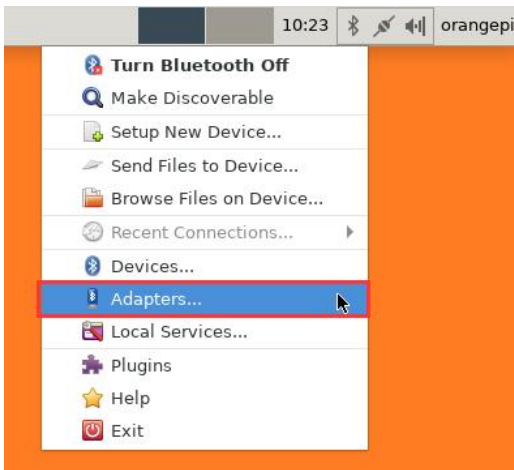 10:23 orangepi
Turn Bluetooth Off
Make Discoverable
Setup New Device...
Send Files to Device...
Browse Files on Device...
Recent Connections...
Devices...
Adapters...
Local Services...
Plugins
Help
Exit